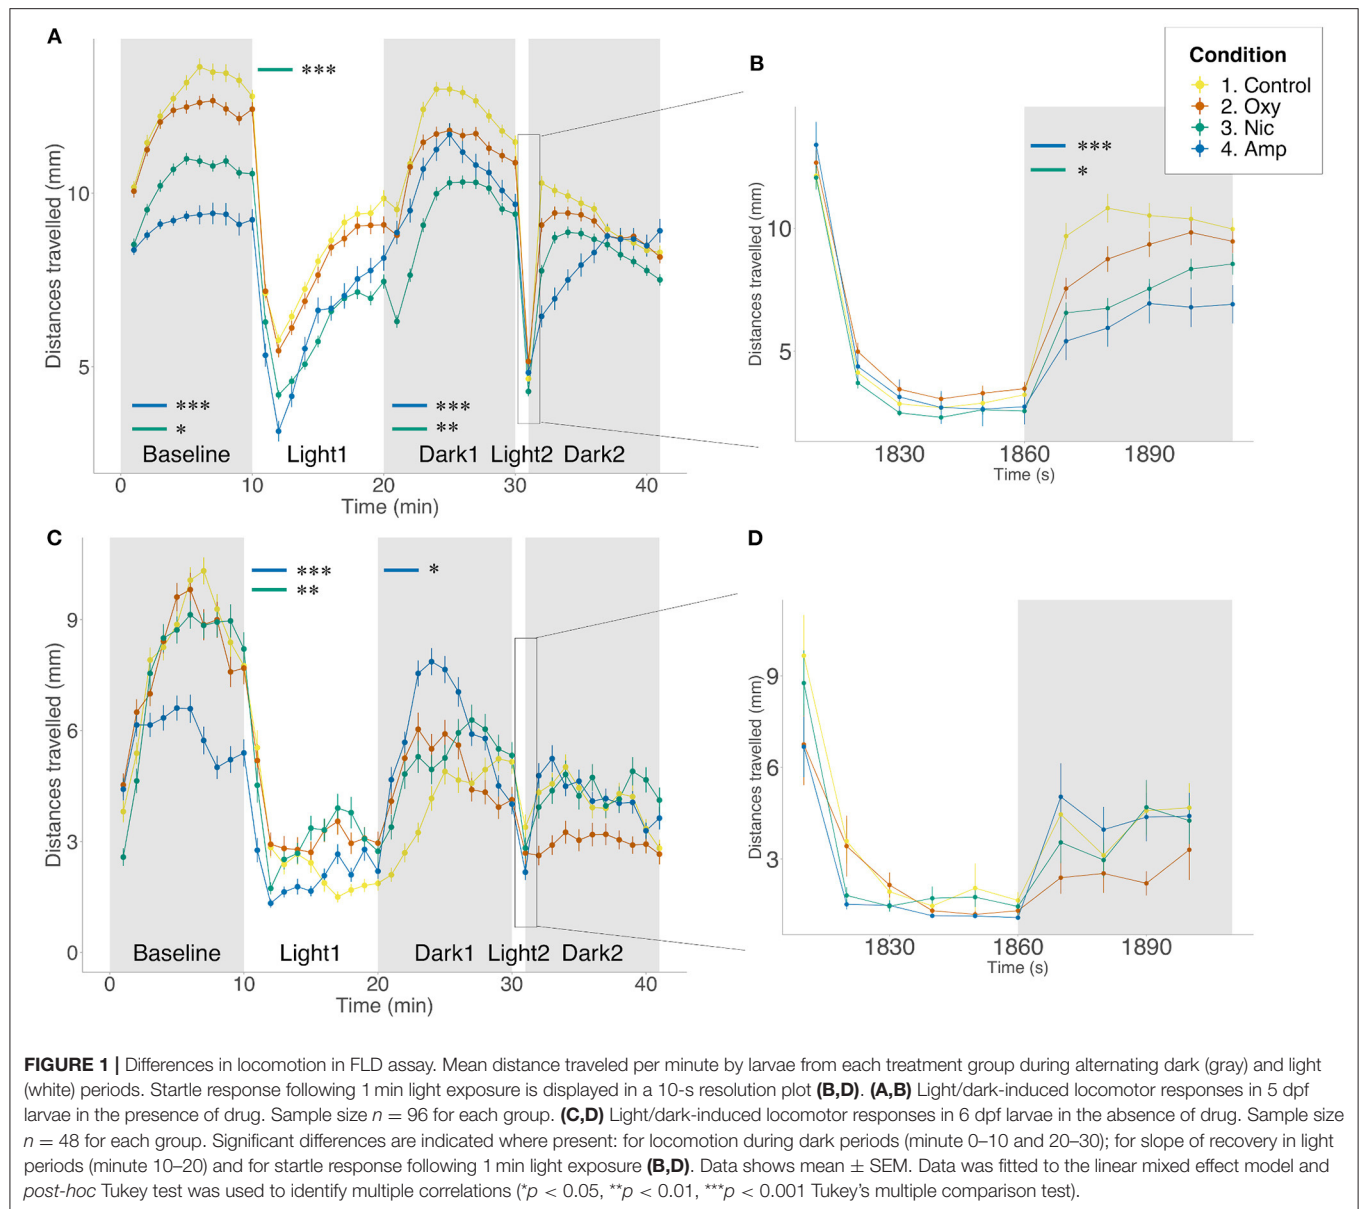 A
***
Distances travelled (mm)
10
5
***
*
***
**
Baseline
Light1
Dark1
Light2
Dark2
0
10
20
30
40
Time (min)
B
Condition
1. Control
2. Oxy
3. Nic
4. Amp
***
*
Distances travelled (mm)
10
5
1830
1860
1890
Time (s)
C
***
**
*
Distances travelled (mm)
9
6
3
0
Baseline
Light1
Dark1
Light2
Dark2
0
10
20
30
40
Time (min)
D
Distances travelled (mm)
9
6
3
1830
1860
1890
Time (s)
FIGURE 1 | Differences in locomotion in FLD assay. Mean distance traveled per minute by larvae from each treatment group during alternating dark (gray) and light
(white) periods. Startle response following 1 min light exposure is displayed in a 10-s resolution plot (B,D). (A,B) Light/dark-induced locomotor responses in 5 dpf
larvae in the presence of drug. Sample size n = 96 for each group. (C,D) Light/dark-induced locomotor responses in 6 dpf larvae in the absence of drug. Sample size
n = 48 for each group. Significant differences are indicated where present: for locomotion during dark periods (minute 0–10 and 20–30); for slope of recovery in light
periods (minute 10–20) and for startle response following 1 min light exposure (B,D). Data shows mean ± SEM. Data was fitted to the linear mixed effect model and
post-hoc Tukey test was used to identify multiple correlations (*p < 0.05, **p < 0.01, ***p < 0.001 Tukey's multiple comparison test).